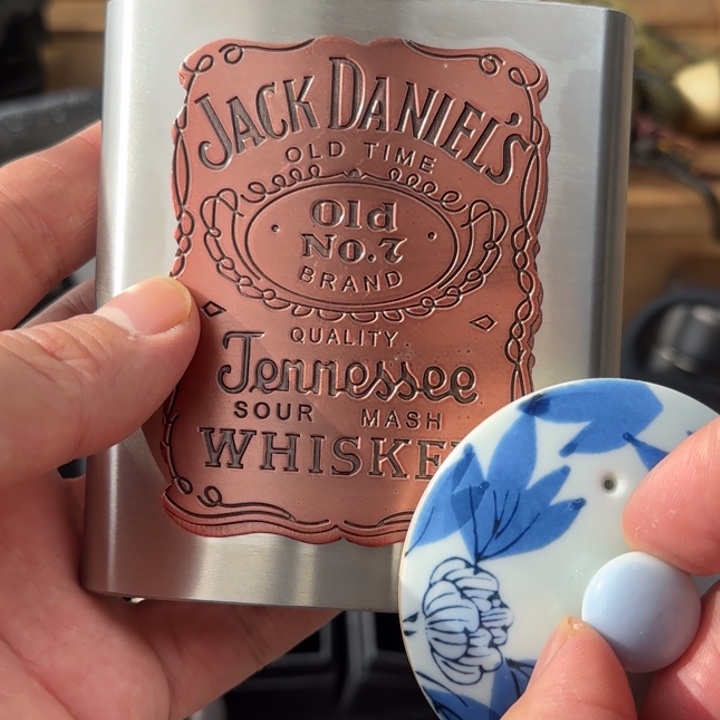 JACK DANIEL'S
OLD TIME
Old
No.7
BRAND
QUALITY
Tennessee
SOUR MASH
WHISKE